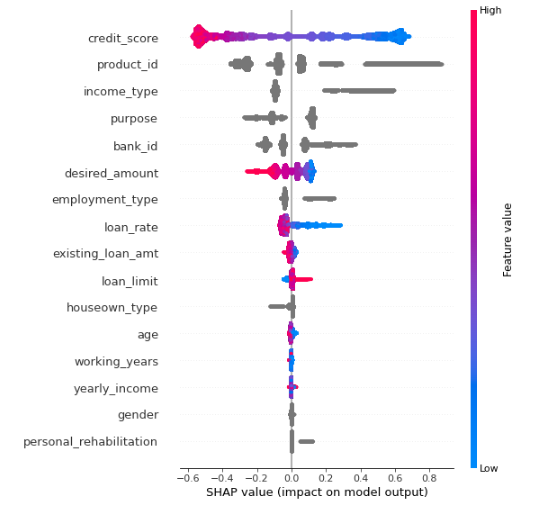 High
credit_score
product_id
income_type
purpose
bank_id
desired_amount
employment_type
loan_rate
existing_loan_amt
loan_limit
houseown_type
age
working_years
yearly_income
gender
personal_rehabilitation
Feature value
Low
−0.6 −0.4 −0.2 0.0 0.2 0.4 0.6 0.8
SHAP value (impact on model output)